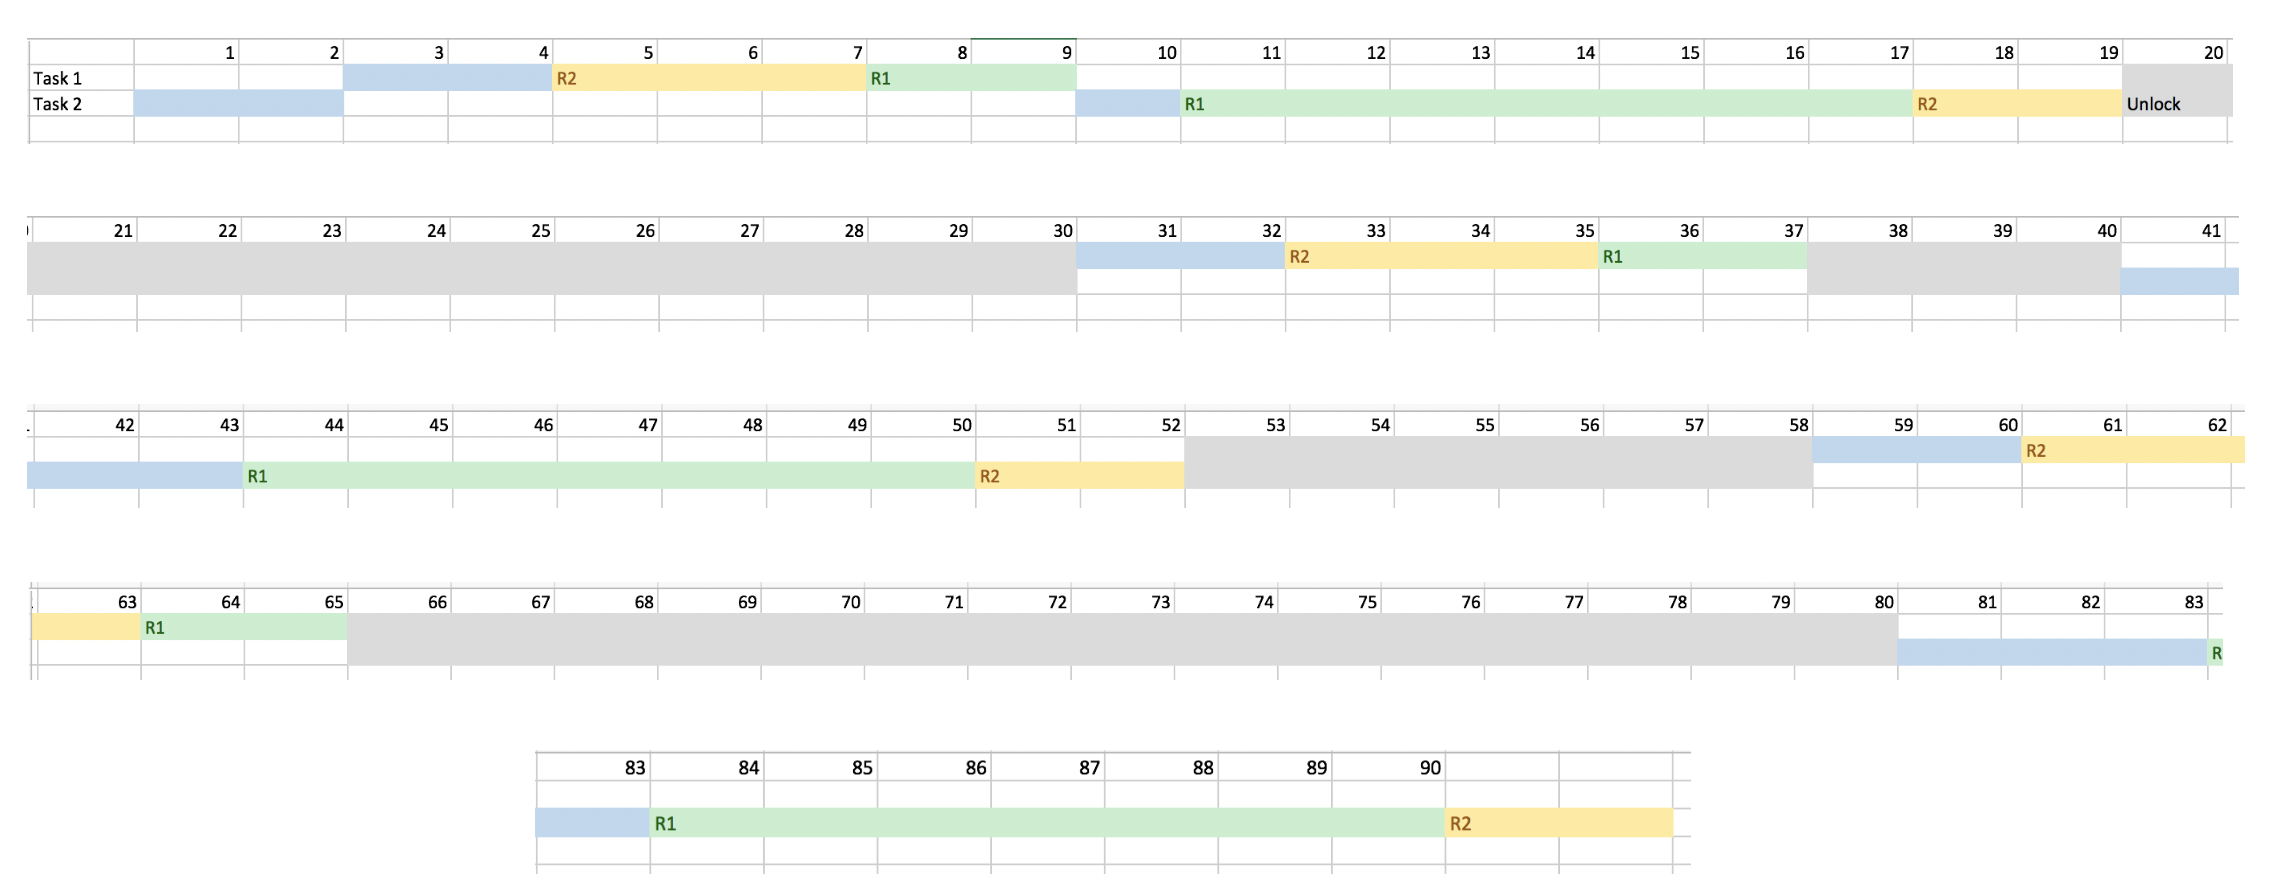 1 2 3 4 5 6 7 8 9 10 11 12 13 14 15 16 17 18 19 20
Task 1 R2 R1
Task 2 R1 R2 Unlock
21 22 23 24 25 26 27 28 29 30 31 32 33 34 35 36 37 38 39 40 41
R2 R1
42 43 44 45 46 47 48 49 50 51 52 53 54 55 56 57 58 59 60 61 62
R2
R1 R2
63 64 65 66 67 68 69 70 71 72 73 74 75 76 77 78 79 80 81 82 83
R1
R
83 84 85 86 87 88 89 90
R1 R2